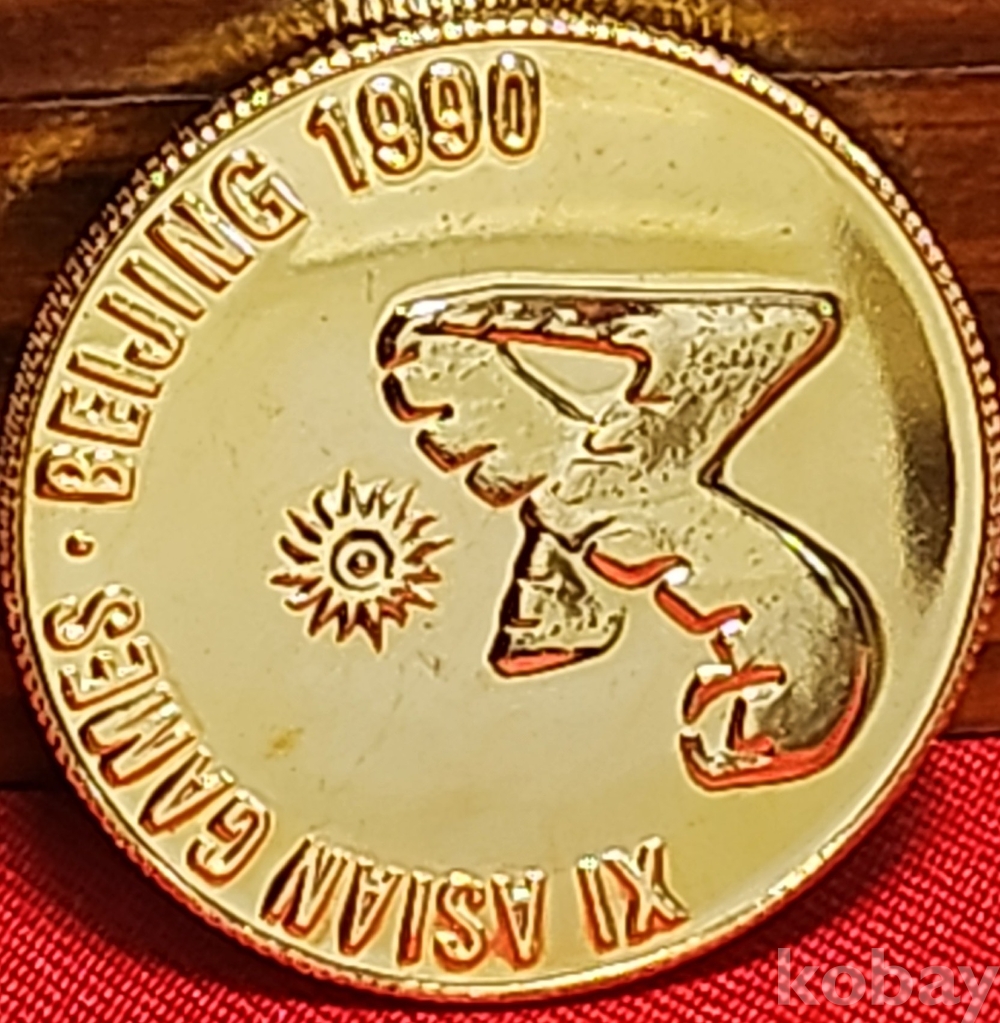 XI ASIAN GAMES · BEIJING 1990
kobay